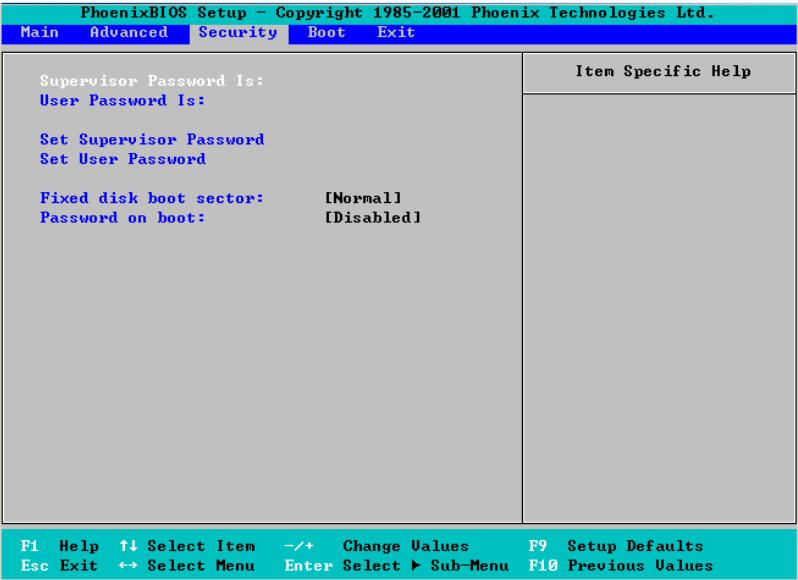 PhoenixBIOS Setup – Copyright 1985-2001 Phoenix Technologies Ltd.
Main Advanced Security Boot Exit
Item Specific Help
Supervisor Password Is:
User Password Is:
Set Supervisor Password
Set User Password
Fixed disk boot sector: [Normal]
Password on boot: [Disabled]
F1 Help ↑↓ Select Item -/+ Change Values F9 Setup Defaults
Esc Exit ↔ Select Menu Enter Select ▶ Sub-Menu F10 Previous Values